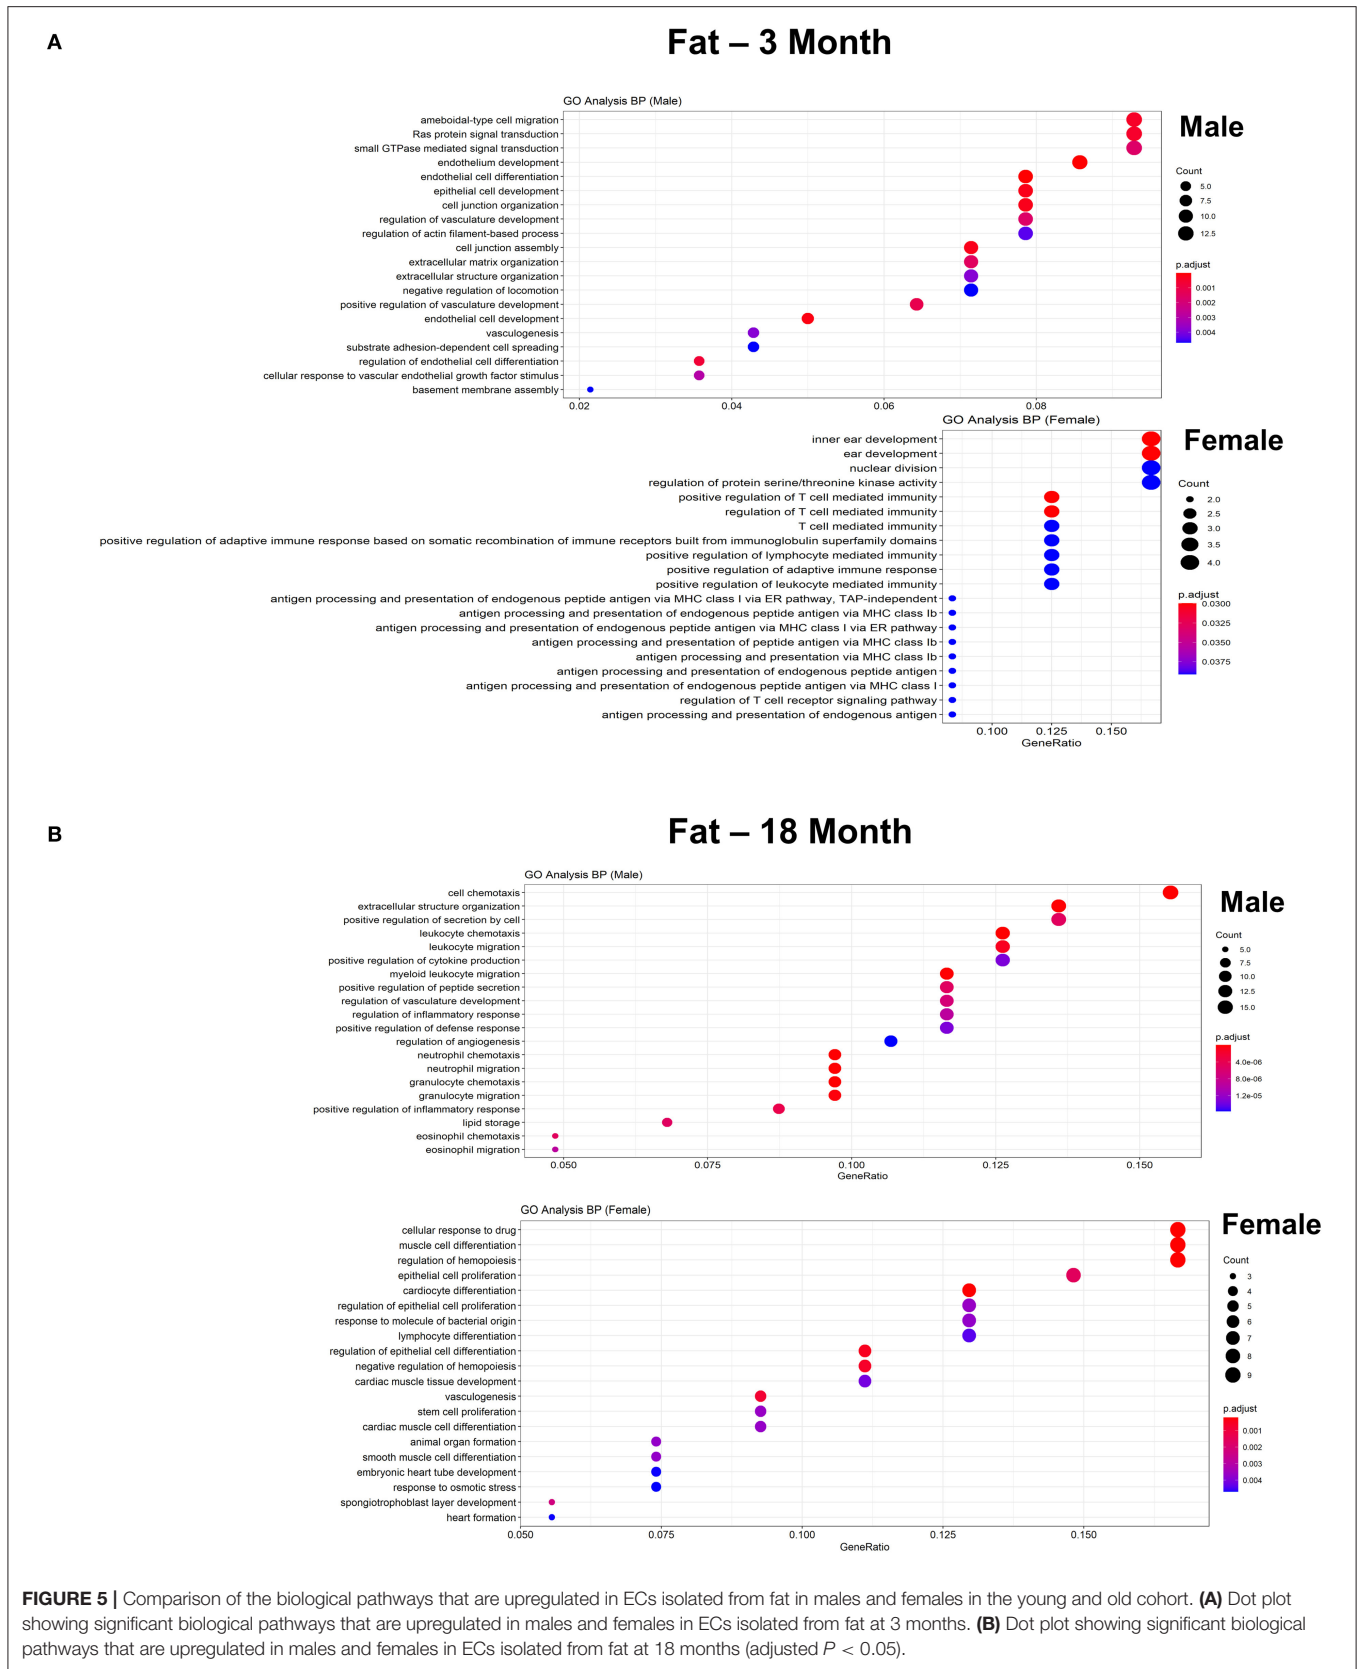 A
Fat – 3 Month
GO Analysis BP (Male)
Male
ameboidal-type cell migration
Ras protein signal transduction
small GTPase mediated signal transduction
endothelium development
endothelial cell differentiation
epithelial cell development
cell junction organization
regulation of vasculature development
regulation of actin filament-based process
cell junction assembly
extracellular matrix organization
extracellular structure organization
negative regulation of locomotion
positive regulation of vasculature development
endothelial cell development
vasculogenesis
substrate adhesion-dependent cell spreading
regulation of endothelial cell differentiation
cellular response to vascular endothelial growth factor stimulus
basement membrane assembly
0.02 0.04 0.06 0.08
Count
5.0
7.5
10.0
12.5
p.adjust
0.001
0.002
0.003
0.004
GO Analysis BP (Female)
Female
inner ear development
ear development
nuclear division
regulation of protein serine/threonine kinase activity
positive regulation of T cell mediated immunity
regulation of T cell mediated immunity
T cell mediated immunity
positive regulation of adaptive immune response based on somatic recombination of immune receptors built from immunoglobulin superfamily domains
positive regulation of lymphocyte mediated immunity
positive regulation of adaptive immune response
positive regulation of leukocyte mediated immunity
antigen processing and presentation of endogenous peptide antigen via MHC class I via ER pathway, TAP-independent
antigen processing and presentation of endogenous peptide antigen via MHC class Ib
antigen processing and presentation of endogenous peptide antigen via MHC class I via ER pathway
antigen processing and presentation of peptide antigen via MHC class Ib
antigen processing and presentation via MHC class Ib
antigen processing and presentation of endogenous peptide antigen
antigen processing and presentation of endogenous peptide antigen via MHC class I
regulation of T cell receptor signaling pathway
antigen processing and presentation of endogenous antigen
0.100 0.125 0.150
GeneRatio
Count
2.0
2.5
3.0
3.5
4.0
p.adjust
0.0300
0.0325
0.0350
0.0375
B
Fat – 18 Month
GO Analysis BP (Male)
Male
cell chemotaxis
extracellular structure organization
positive regulation of secretion by cell
leukocyte chemotaxis
leukocyte migration
positive regulation of cytokine production
myeloid leukocyte migration
positive regulation of peptide secretion
regulation of vasculature development
regulation of inflammatory response
positive regulation of defense response
regulation of angiogenesis
neutrophil chemotaxis
neutrophil migration
granulocyte chemotaxis
granulocyte migration
positive regulation of inflammatory response
lipid storage
eosinophil chemotaxis
eosinophil migration
0.050 0.075 0.100 0.125 0.150
GeneRatio
Count
5.0
7.5
10.0
12.5
15.0
p.adjust
4.0e-06
8.0e-06
1.2e-05
GO Analysis BP (Female)
Female
cellular response to drug
muscle cell differentiation
regulation of hemopoiesis
epithelial cell proliferation
cardiocyte differentiation
regulation of epithelial cell proliferation
response to molecule of bacterial origin
lymphocyte differentiation
regulation of epithelial cell differentiation
negative regulation of hemopoiesis
cardiac muscle tissue development
vasculogenesis
stem cell proliferation
cardiac muscle cell differentiation
animal organ formation
smooth muscle cell differentiation
embryonic heart tube development
response to osmotic stress
spongiotrophoblast layer development
heart formation
0.050 0.075 0.100 0.125 0.150
GeneRatio
Count
3
4
5
6
7
8
9
p.adjust
0.001
0.002
0.003
0.004
FIGURE 5 | Comparison of the biological pathways that are upregulated in ECs isolated from fat in males and females in the young and old cohort. (A) Dot plot
showing significant biological pathways that are upregulated in males and females in ECs isolated from fat at 3 months. (B) Dot plot showing significant biological
pathways that are upregulated in males and females in ECs isolated from fat at 18 months (adjusted P < 0.05).